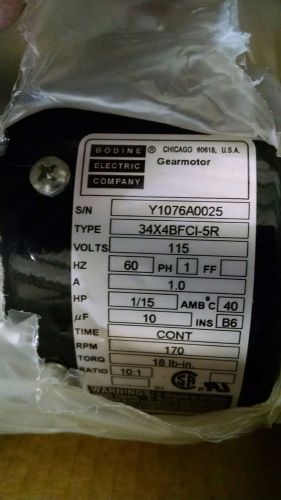 BODINE ® CHICAGO 60618, U.S.A.
ELECTRIC Gearmotor
COMPANY
S/N Y1076A0025
TYPE 34X4BFCI-5R
VOLTS 115
HZ 60 PH 1 FF
A 1.0
HP 1/15 AMB°C 40
µF 10 INS B6
TIME CONT
RPM 170
TORQ 18 lb-in.
RATIO 10:1
WARNING